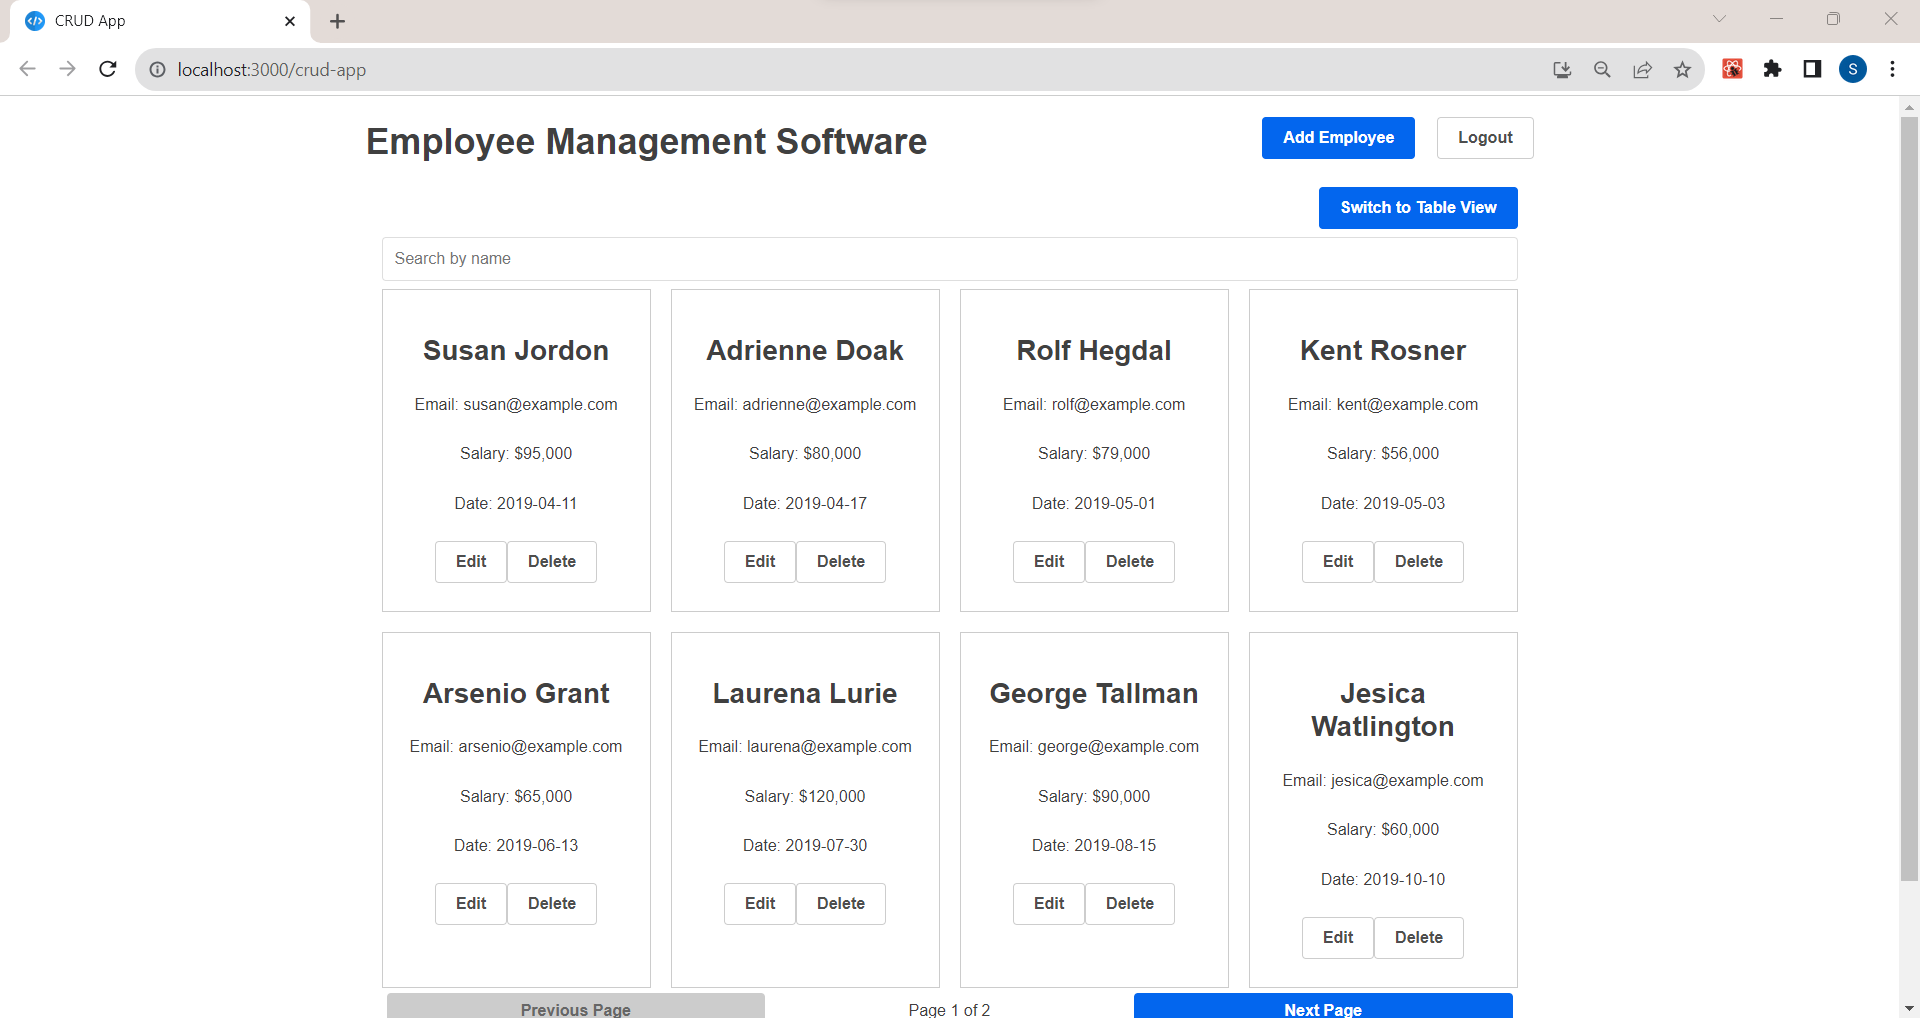 CRUD App
localhost:3000/crud-app
S
Employee Management Software
Add Employee
Logout
Switch to Table View
Search by name
Susan Jordon
Email: susan@example.com
Salary: $95,000
Date: 2019-04-11
Edit
Delete
Adrienne Doak
Email: adrienne@example.com
Salary: $80,000
Date: 2019-04-17
Edit
Delete
Rolf Hegdal
Email: rolf@example.com
Salary: $79,000
Date: 2019-05-01
Edit
Delete
Kent Rosner
Email: kent@example.com
Salary: $56,000
Date: 2019-05-03
Edit
Delete
Arsenio Grant
Email: arsenio@example.com
Salary: $65,000
Date: 2019-06-13
Edit
Delete
Laurena Lurie
Email: laurena@example.com
Salary: $120,000
Date: 2019-07-30
Edit
Delete
George Tallman
Email: george@example.com
Salary: $90,000
Date: 2019-08-15
Edit
Delete
Jesica
Watlington
Email: jesica@example.com
Salary: $60,000
Date: 2019-10-10
Edit
Delete
Previous Page
Page 1 of 2
Next Page